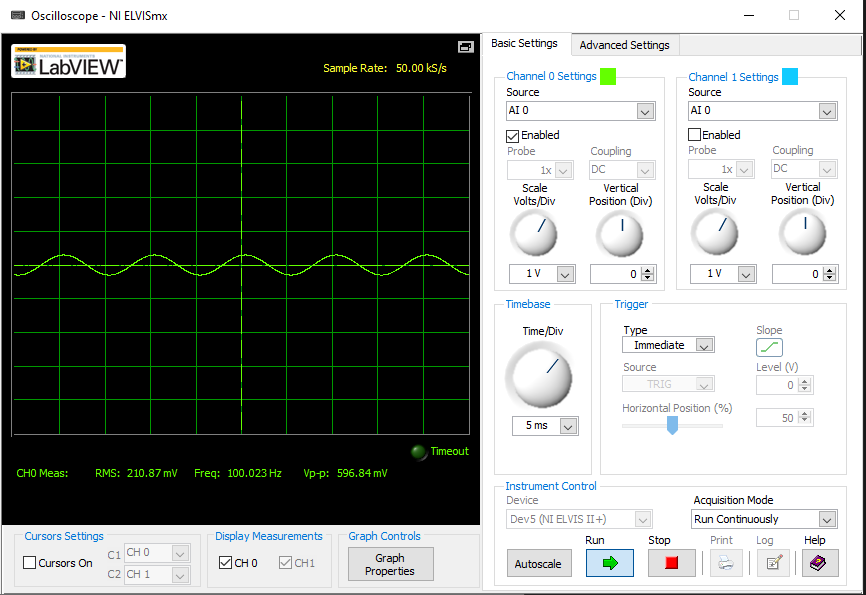 Oscilloscope - NI ELVISmx
POWERED BY
NATIONAL INSTRUMENTS
LabVIEW™
Sample Rate: 50.00 kS/s
Timeout
CH0 Meas: RMS: 210.87 mV Freq: 100.023 Hz Vp-p: 596.84 mV
Cursors Settings
Cursors On
C1 CH 0
C2 CH 1
Display Measurements
CH 0 CH1
Graph Controls
Graph
Properties
Basic Settings Advanced Settings
Channel 0 Settings
Source
AI 0
Enabled
Probe Coupling
1x DC
Scale Vertical
Volts/Div Position (Div)
1 V 0
Channel 1 Settings
Source
AI 0
Enabled
Probe Coupling
1x DC
Scale Vertical
Volts/Div Position (Div)
1 V 0
Timebase
Time/Div
5 ms
Trigger
Type Slope
Immediate
Source Level (V)
TRIG 0
Horizontal Position (%)
50
Instrument Control
Device Acquisition Mode
Dev5 (NI ELVIS II+) Run Continuously
Run Stop Print Log Help
Autoscale